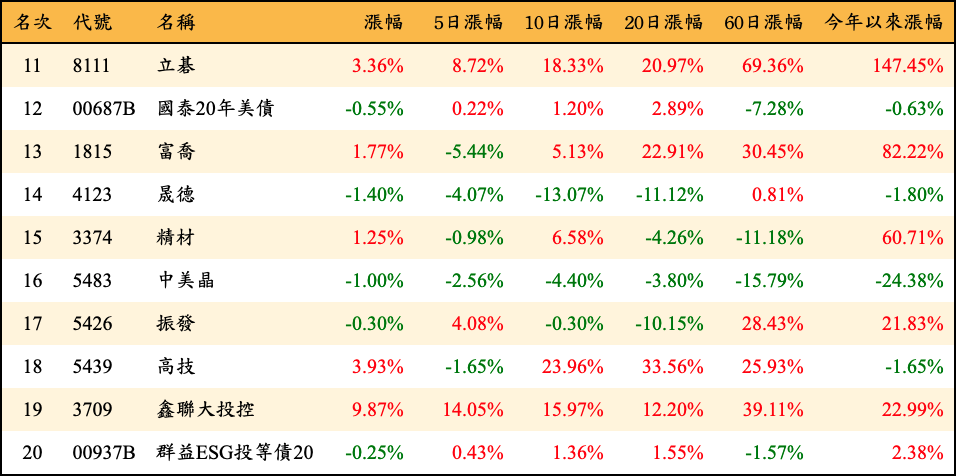 名次 代號 名稱 漲幅 5日漲幅 10日漲幅 20日漲幅 60日漲幅 今年以來漲幅
11 8111 立碁 3.36% 8.72% 18.33% 20.97% 69.36% 147.45%
12 00687B 國泰20年美債 -0.55% 0.22% 1.20% 2.89% -7.28% -0.63%
13 1815 富喬 1.77% -5.44% 5.13% 22.91% 30.45% 82.22%
14 4123 晟德 -1.40% -4.07% -13.07% -11.12% 0.81% -1.80%
15 3374 精材 1.25% -0.98% 6.58% -4.26% -11.18% 60.71%
16 5483 中美晶 -1.00% -2.56% -4.40% -3.80% -15.79% -24.38%
17 5426 振發 -0.30% 4.08% -0.30% -10.15% 28.43% 21.83%
18 5439 高技 3.93% -1.65% 23.96% 33.56% 25.93% -1.65%
19 3709 鑫聯大投控 9.87% 14.05% 15.97% 12.20% 39.11% 22.99%
20 00937B 群益ESG投等債20 -0.25% 0.43% 1.36% 1.55% -1.57% 2.38%